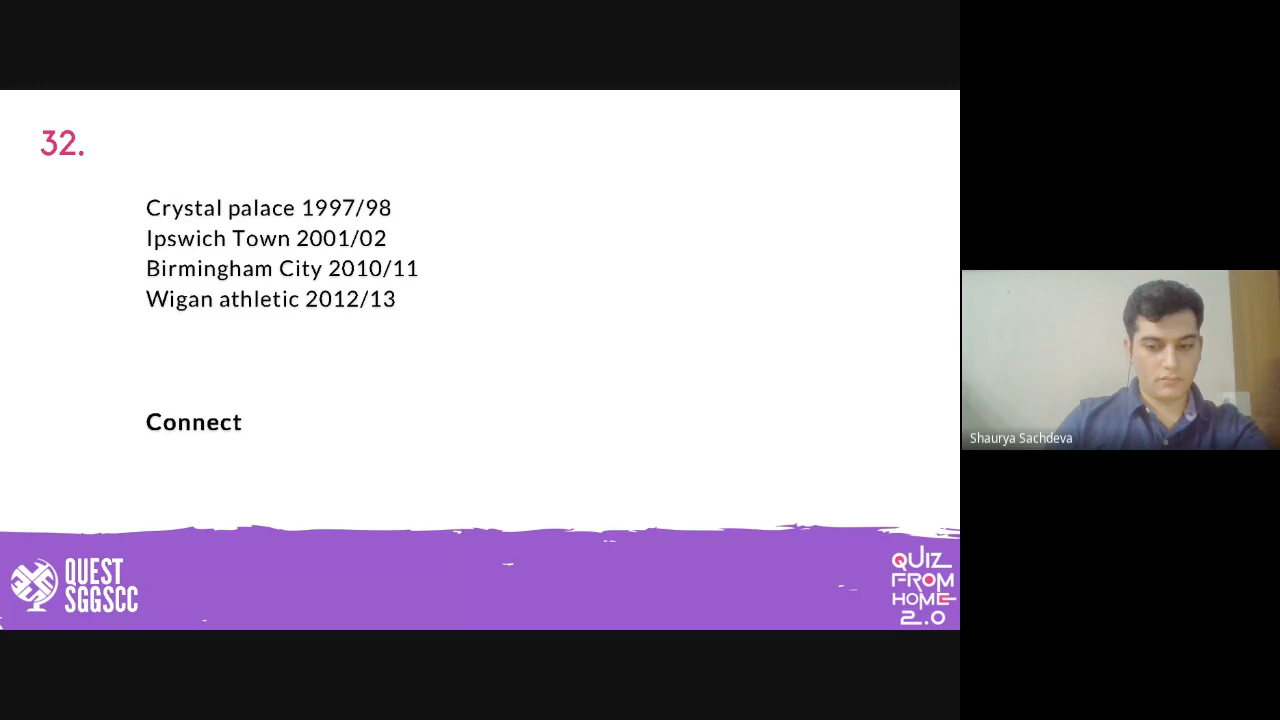 32.
Crystal palace 1997/98
Ipswich Town 2001/02
Birmingham City 2010/11
Wigan athletic 2012/13
Connect
Shaurya Sachdeva
QUEST
SGGSCC
QUIZ
FROM
HOME
2.0